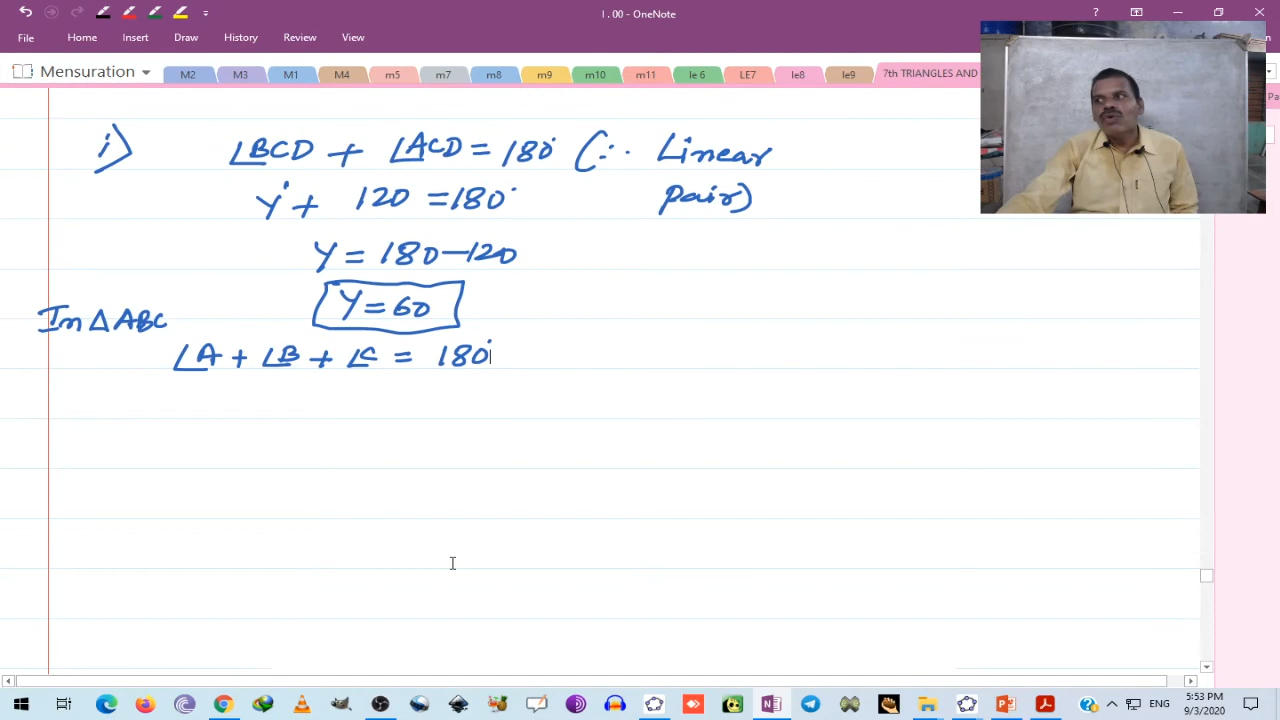 1.00 - OneNote
File Home Insert Draw History Review View
Mensuration M2 M3 M1 M4 m5 m7 m8 m9 m10 m11 le 6 LE7 le8 le9 7th TRIANGLES AND Pa
i) ∠BCD + ∠ACD = 180° (∵ Linear
y° + 120 = 180° pair)
Y = 180-120
Y = 60
In △ ABC
∠A + ∠B + ∠C = 180°
ENG 5:53 PM
9/3/2020